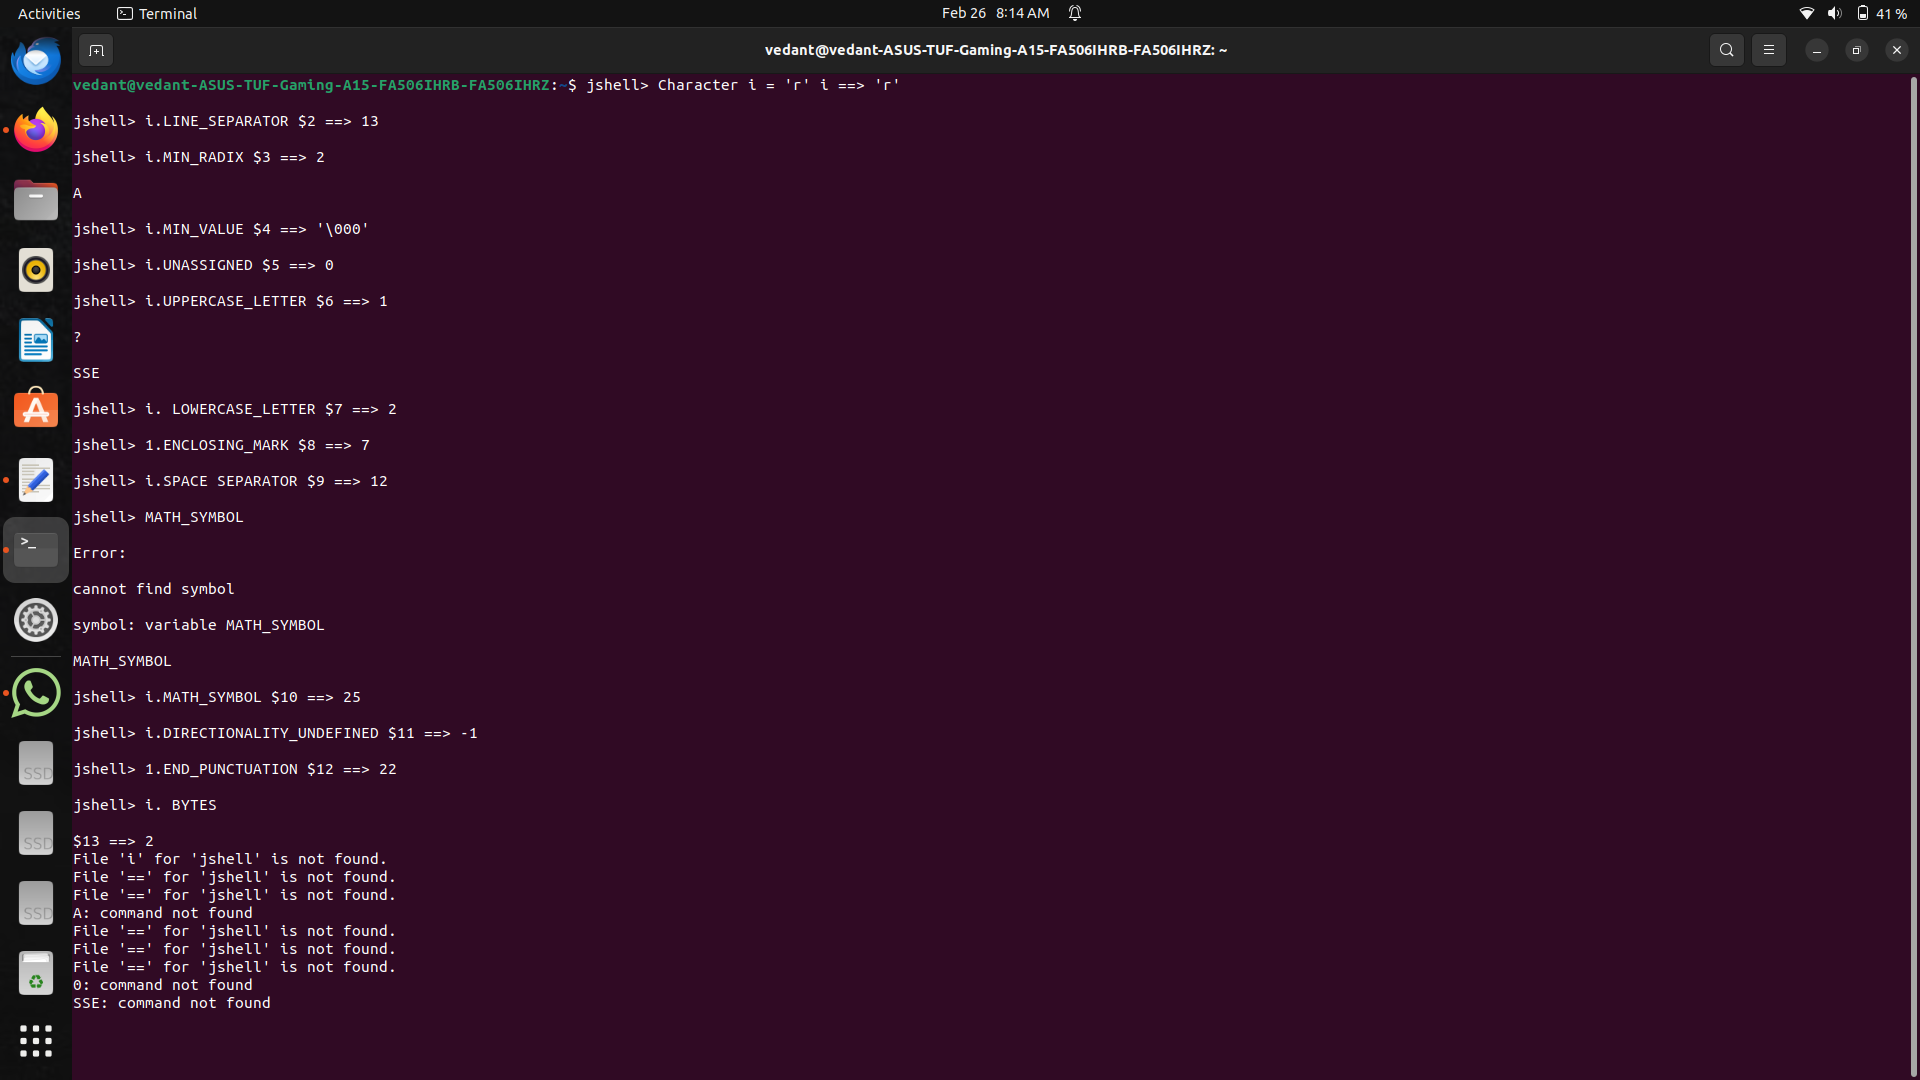 Activities
Terminal
Feb 26 8:14 AM
41 %
vedant@vedant-ASUS-TUF-Gaming-A15-FA506IHRB-FA506IHRZ: ~
vedant@vedant-ASUS-TUF-Gaming-A15-FA506IHRB-FA506IHRZ:~$ jshell> Character i = 'r' i ==> 'r'
jshell> i.LINE_SEPARATOR $2 ==> 13
jshell> i.MIN_RADIX $3 ==> 2
A
jshell> i.MIN_VALUE $4 ==> '\000'
jshell> i.UNASSIGNED $5 ==> 0
jshell> i.UPPERCASE_LETTER $6 ==> 1
?
SSE
jshell> i. LOWERCASE_LETTER $7 ==> 2
jshell> 1.ENCLOSING_MARK $8 ==> 7
jshell> i.SPACE SEPARATOR $9 ==> 12
jshell> MATH_SYMBOL
Error:
cannot find symbol
symbol: variable MATH_SYMBOL
MATH_SYMBOL
jshell> i.MATH_SYMBOL $10 ==> 25
jshell> i.DIRECTIONALITY_UNDEFINED $11 ==> -1
jshell> 1.END_PUNCTUATION $12 ==> 22
jshell> i. BYTES
$13 ==> 2
File 'i' for 'jshell' is not found.
File '==' for 'jshell' is not found.
File '==' for 'jshell' is not found.
A: command not found
File '==' for 'jshell' is not found.
File '==' for 'jshell' is not found.
File '==' for 'jshell' is not found.
0: command not found
SSE: command not found
>_
SSD
SSD
SSD